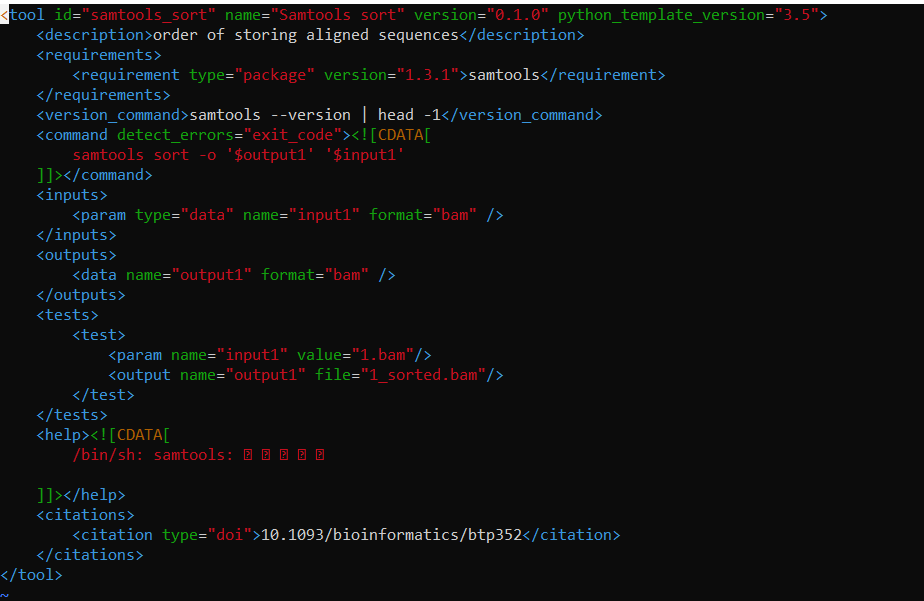 <tool id="samtools_sort" name="Samtools sort" version="0.1.0" python_template_version="3.5">
    <description>order of storing aligned sequences</description>
    <requirements>
        <requirement type="package" version="1.3.1">samtools</requirement>
    </requirements>
    <version_command>samtools --version | head -1</version_command>
    <command detect_errors="exit_code"><![CDATA[
        samtools sort -o '$output1' '$input1'
    ]]></command>
    <inputs>
        <param type="data" name="input1" format="bam" />
    </inputs>
    <outputs>
        <data name="output1" format="bam" />
    </outputs>
    <tests>
        <test>
            <param name="input1" value="1.bam"/>
            <output name="output1" file="1_sorted.bam"/>
        </test>
    </tests>
    <help><![CDATA[
        /bin/sh: samtools:
    ]]></help>
    <citations>
        <citation type="doi">10.1093/bioinformatics/btp352</citation>
    </citations>
</tool>
~